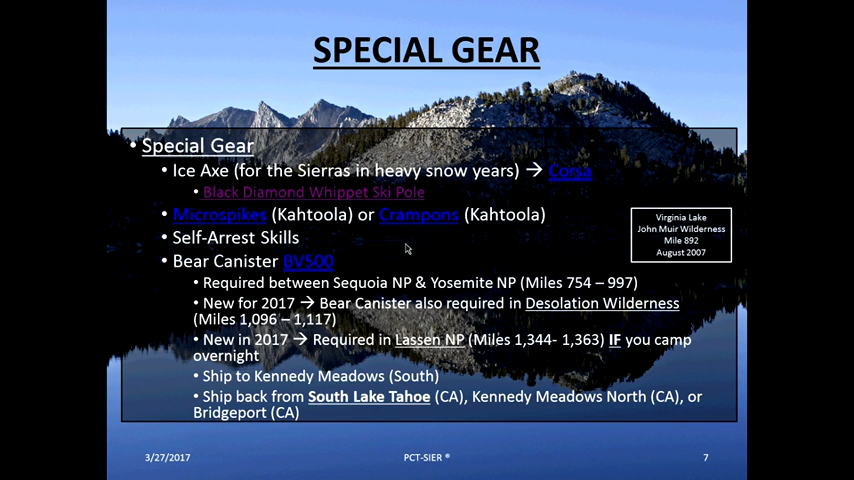 SPECIAL GEAR
• Special Gear
• Ice Axe (for the Sierras in heavy snow years) → Corsa
• Black Diamond Whippet Ski Pole
• Microspikes (Kahtoola) or Crampons (Kahtoola)
• Self-Arrest Skills
• Bear Canister BV500
• Required between Sequoia NP & Yosemite NP (Miles 754 – 997)
• New for 2017 → Bear Canister also required in Desolation Wilderness
(Miles 1,096 – 1,117)
• New in 2017 → Required in Lassen NP (Miles 1,344- 1,363) IF you camp
overnight
• Ship to Kennedy Meadows (South)
• Ship back from South Lake Tahoe (CA), Kennedy Meadows North (CA), or
Bridgeport (CA)
Virginia Lake
John Muir Wilderness
Mile 892
August 2007
3/27/2017
PCT-SIER ®
7